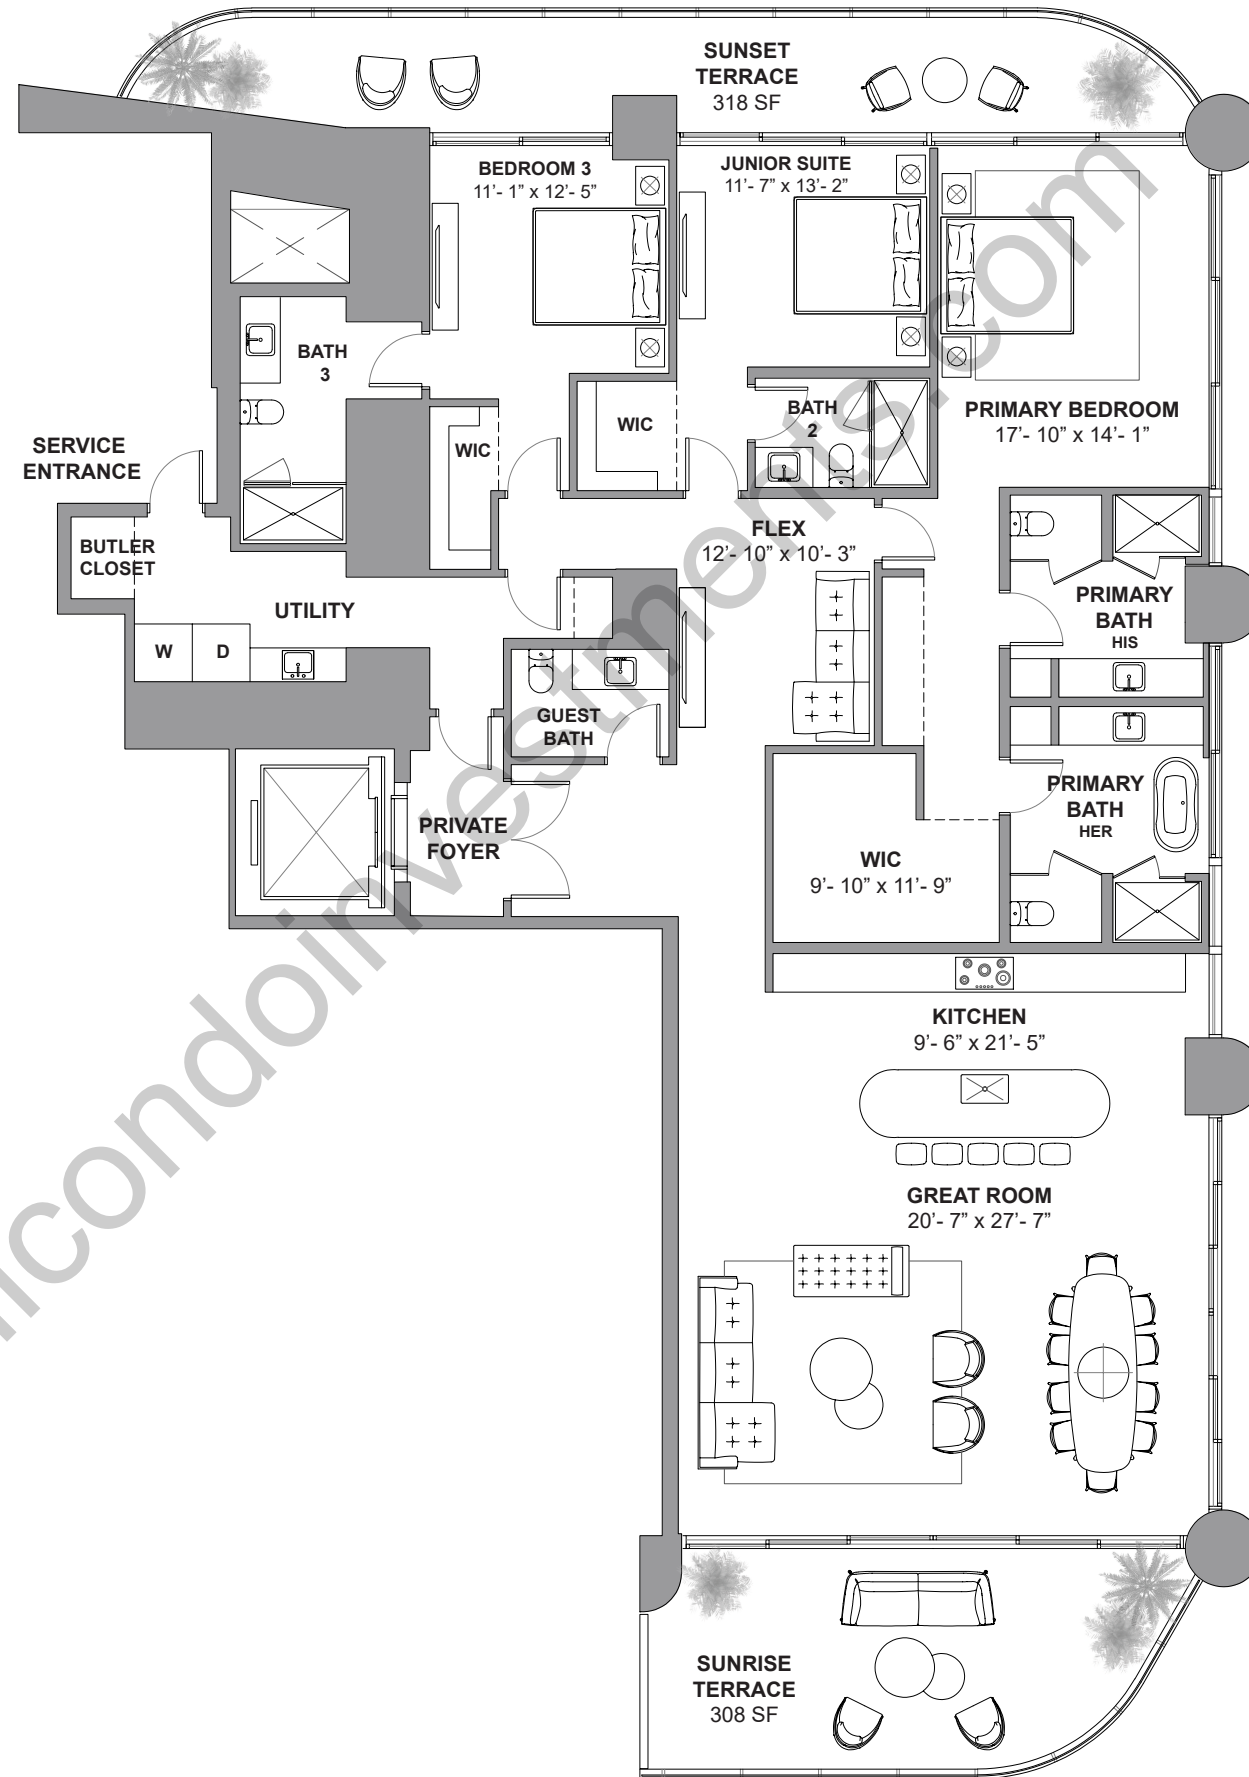 SUNSET
TERRACE
318 SF
BEDROOM 3
11'- 1” x 12'- 5”
JUNIOR SUITE
11'- 7” x 13'- 2”
BATH
3
WIC
WIC
BATH
2
PRIMARY BEDROOM
17'- 10” x 14'- 1”
SERVICE
ENTRANCE
BUTLER
CLOSET
FLEX
12'- 10” x 10'- 3”
UTILITY
W
D
PRIMARY
BATH
HIS
GUEST
BATH
PRIMARY
BATH
HER
PRIVATE
FOYER
WIC
9'- 10” x 11'- 9”
KITCHEN
9'- 6” x 21'- 5”
GREAT ROOM
20'- 7” x 27'- 7”
SUNRISE
TERRACE
308 SF
condoinvestments.com